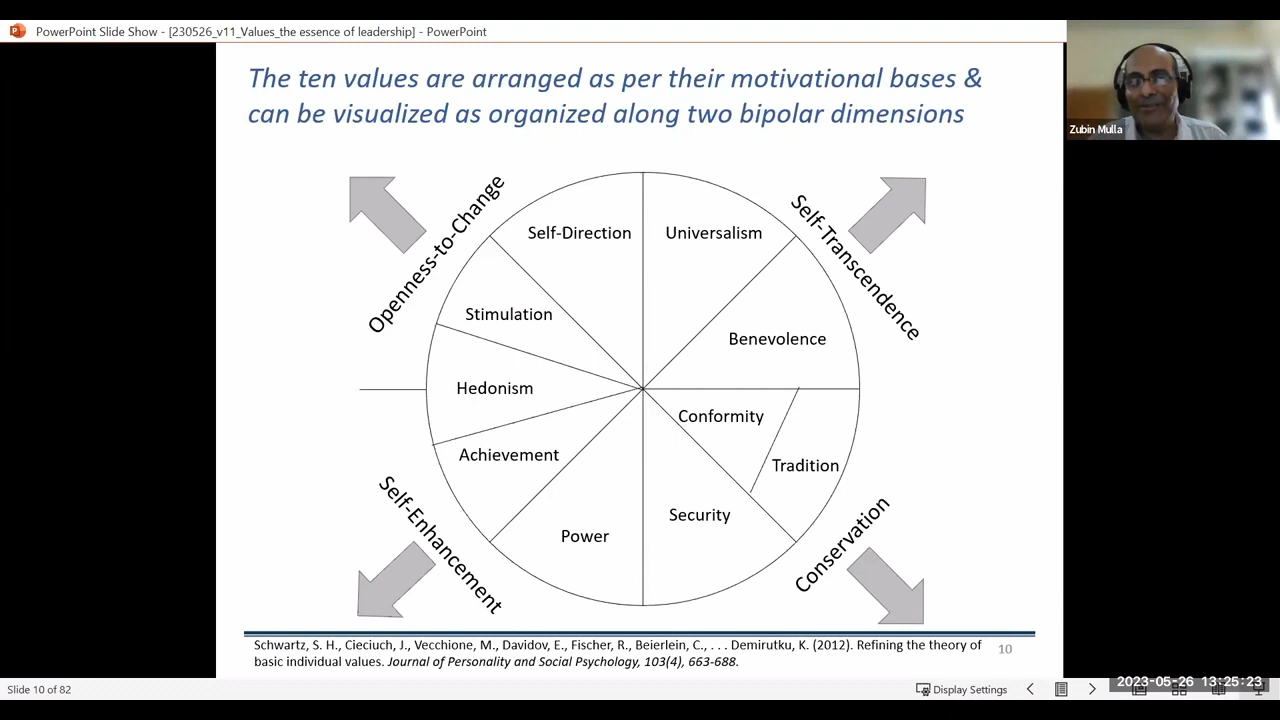 PowerPoint Slide Show - [230526_v11_Values_the essence of leadership] - PowerPoint
Zubin Mulla
The ten values are arranged as per their motivational bases &
can be visualized as organized along two bipolar dimensions
Openness-to-Change
Self-Transcendence
Self-Direction
Universalism
Stimulation
Benevolence
Hedonism
Conformity
Achievement
Tradition
Security
Power
Self-Enhancement
Conservation
Schwartz, S. H., Cieciuch, J., Vecchione, M., Davidov, E., Fischer, R., Beierlein, C., . . . Demirutku, K. (2012). Refining the theory of
basic individual values. Journal of Personality and Social Psychology, 103(4), 663-688.
10
Slide 10 of 82
Display Settings
2023-05-26 13:25:23